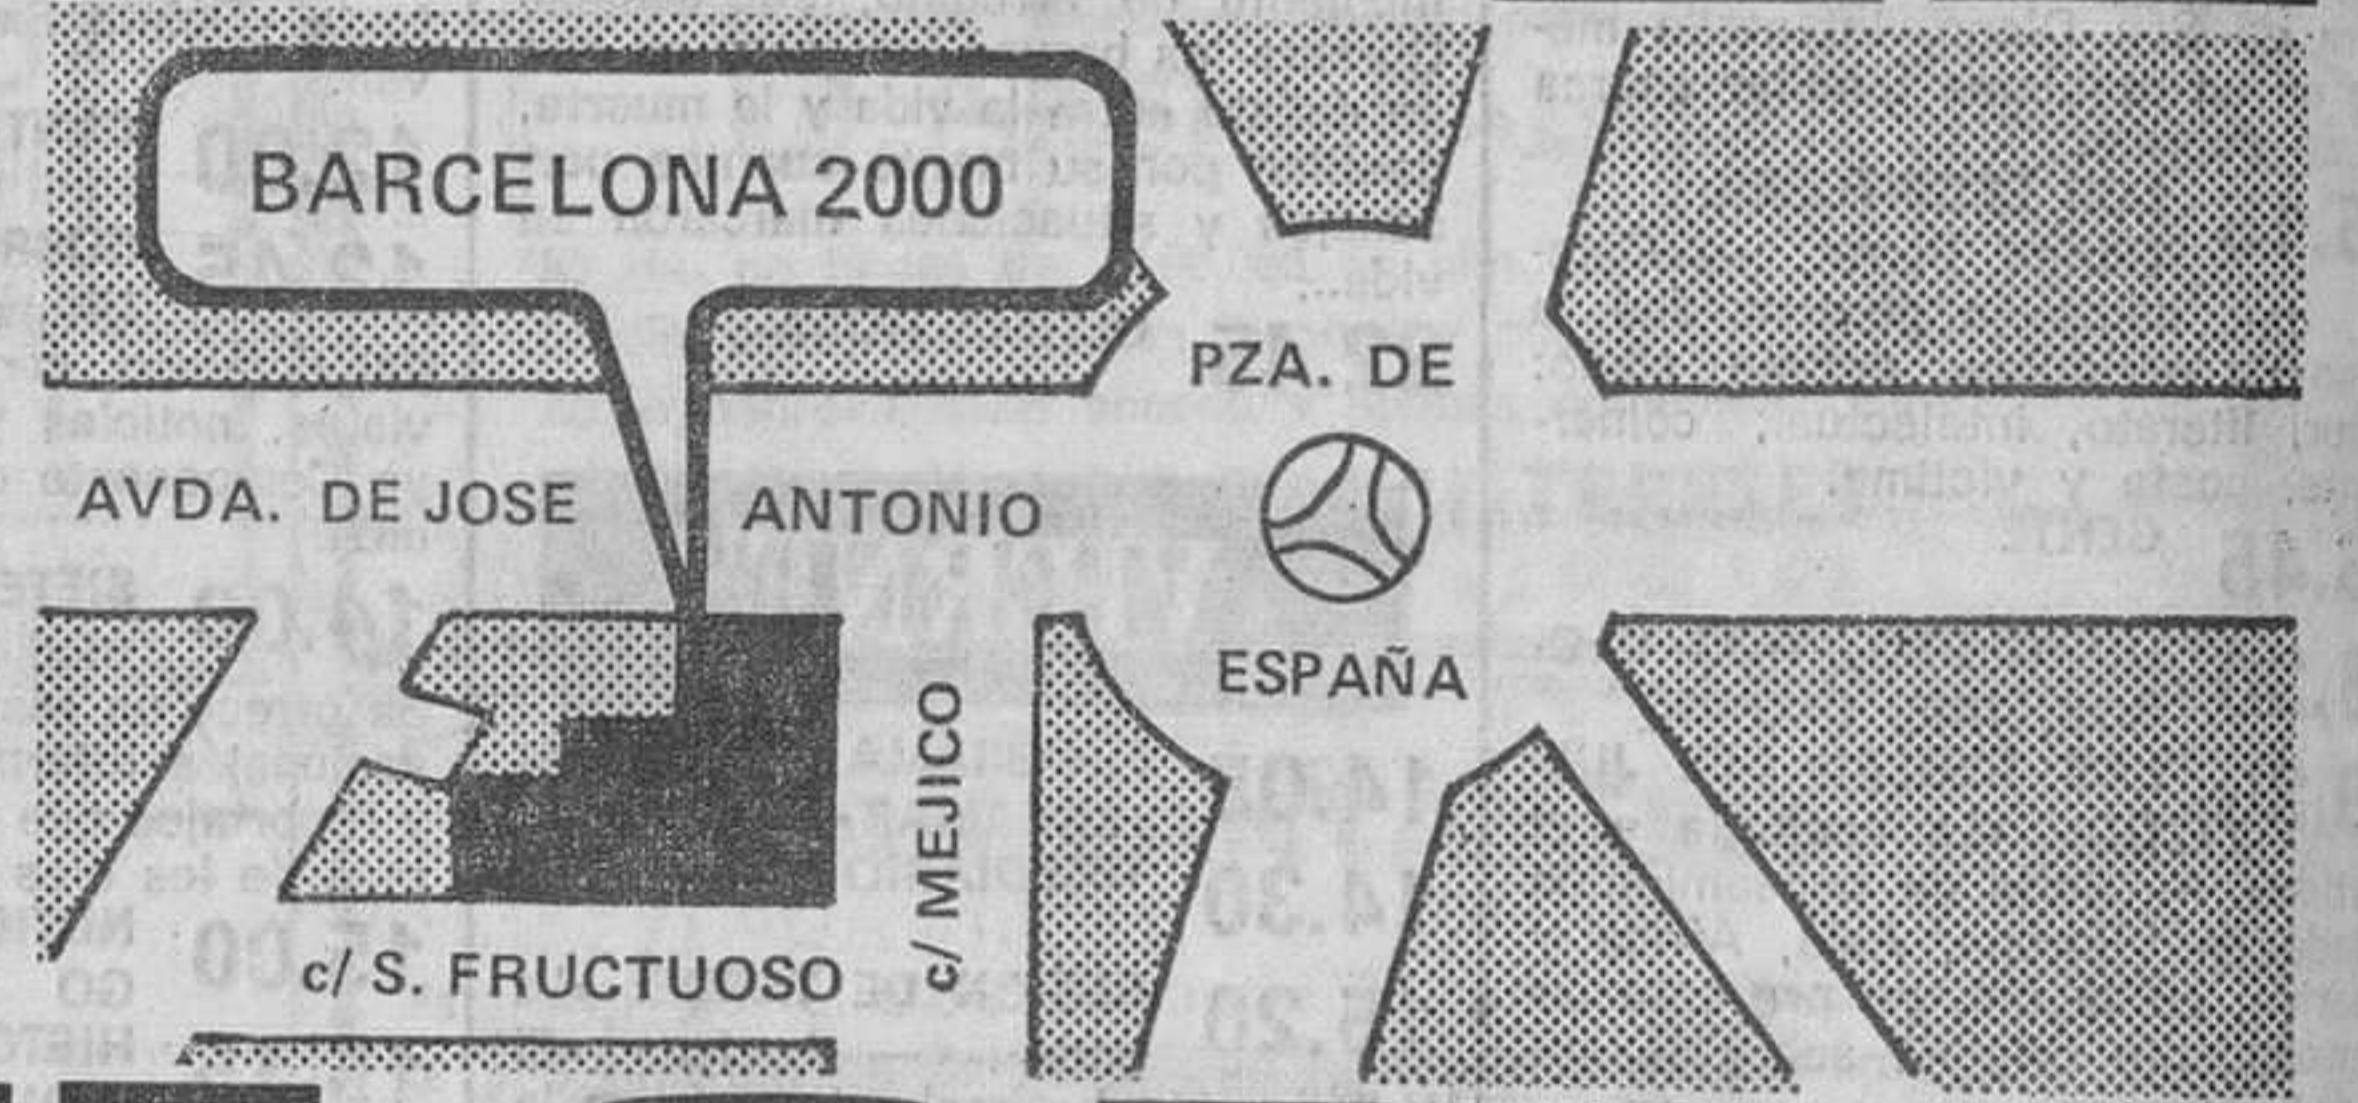 BARCELONA 2000
PZA. DE
ESPAÑA
AVDA. DE JOSE ANTONIO
c/ MEJICO
c/ S. FRUCTUOSO